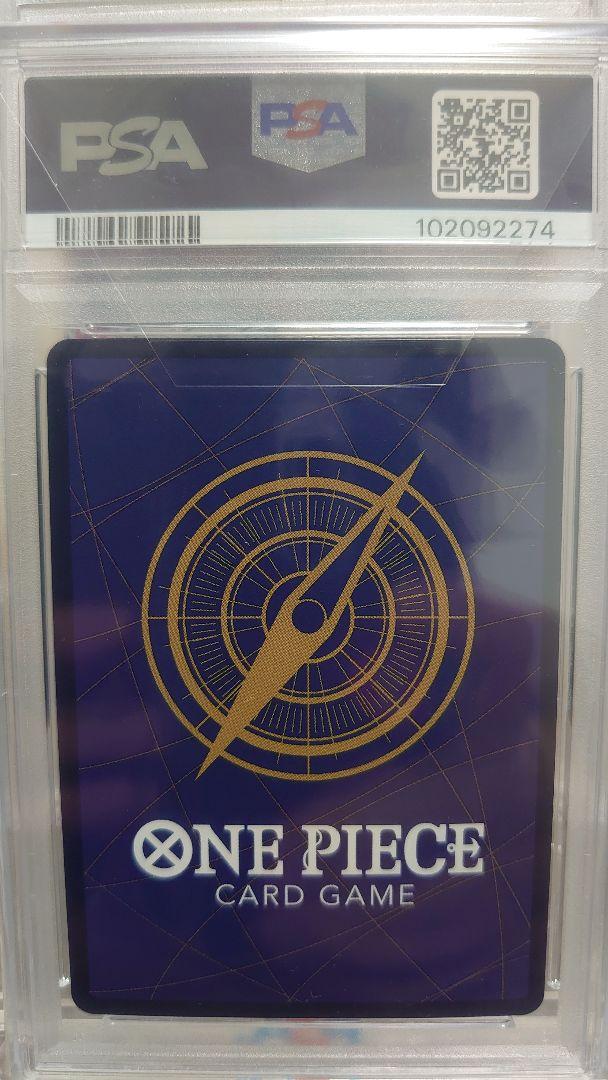 PSA
PSA
102092274
ONE PIECE
CARD GAME